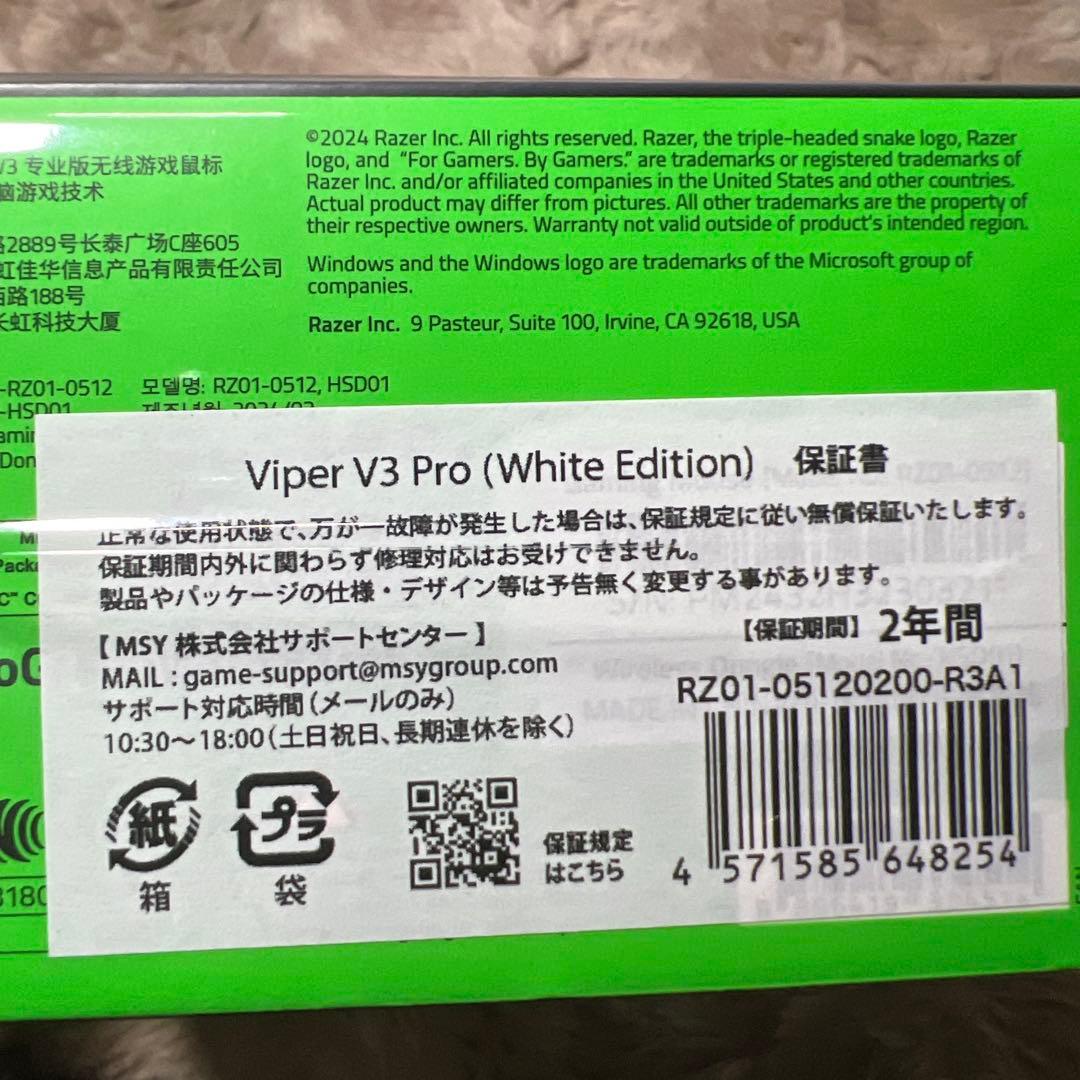 V3 专业版无线游戏鼠标
脑游戏技术
路2889号长泰广场C座605
虹佳华信息产品有限责任公司
西路188号
长虹科技大厦
©2024 Razer Inc. All rights reserved. Razer, the triple-headed snake logo, Razer
logo, and "For Gamers. By Gamers." are trademarks or registered trademarks of
Razer Inc. and/or affiliated companies in the United States and other countries.
Actual product may differ from pictures. All other trademarks are the property of
their respective owners. Warranty not valid outside of product's intended region.
Windows and the Windows logo are trademarks of the Microsoft group of
companies.
Razer Inc. 9 Pasteur, Suite 100, Irvine, CA 92618, USA
-RZ01-0512 모델명: RZ01-0512, HSD01
-HSD01
Viper V3 Pro (White Edition) 保証書
正常な使用状態で、万が一故障が発生した場合は、保証規定に従い無償保証いたします。
保証期間内外に関わらず修理対応はお受けできません。
製品やパッケージの仕様・デザイン等は予告無く変更する事があります。
【 MSY 株式会社サポートセンター 】
MAIL : game-support@msygroup.com
サポート対応時間（メールのみ）
10:30～18:00（土日祝日、長期連休を除く）
【保証期間】 2年間
RZ01-05120200-R3A1
紙
箱
プラ
袋
保証規定
はこちら
4 571585 648254